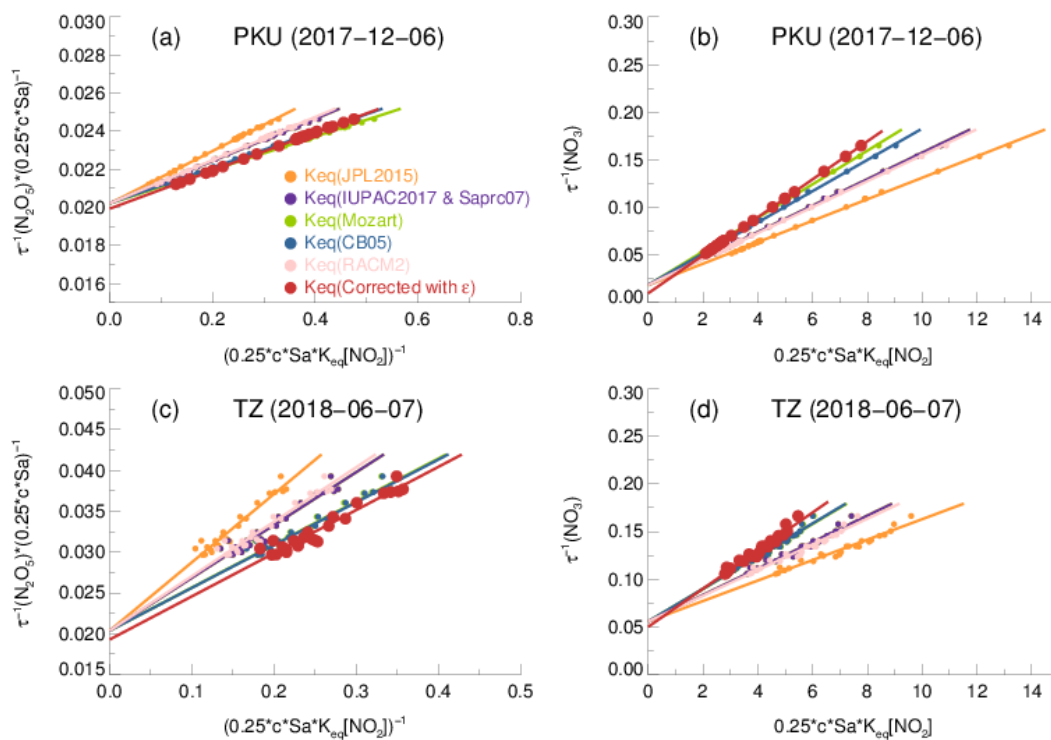 (a) PKU (2017−12−06)
τ⁻¹(N₂O₅)*(0.25*c*Sa)⁻¹
0.030
0.028
0.026
0.024
0.022
0.020
0.018
0.016
Keq(JPL2015)
Keq(IUPAC2017 & Saprc07)
Keq(Mozart)
Keq(CB05)
Keq(RACM2)
Keq(Corrected with ε)
0.0 0.2 0.4 0.6 0.8
(0.25*c*Sa*Kₑq[NO₂])⁻¹
(b) PKU (2017−12−06)
τ⁻¹(NO₃)
0.30
0.25
0.20
0.15
0.10
0.05
0.00
0 2 4 6 8 10 12 14
0.25*c*Sa*Kₑq[NO₂]
(c) TZ (2018−06−07)
τ⁻¹(N₂O₅)*(0.25*c*Sa)⁻¹
0.050
0.045
0.040
0.035
0.030
0.025
0.020
0.015
0.0 0.1 0.2 0.3 0.4 0.5
(0.25*c*Sa*Kₑq[NO₂])⁻¹
(d) TZ (2018−06−07)
τ⁻¹(NO₃)
0.30
0.25
0.20
0.15
0.10
0.05
0.00
0 2 4 6 8 10 12 14
0.25*c*Sa*Kₑq[NO₂]